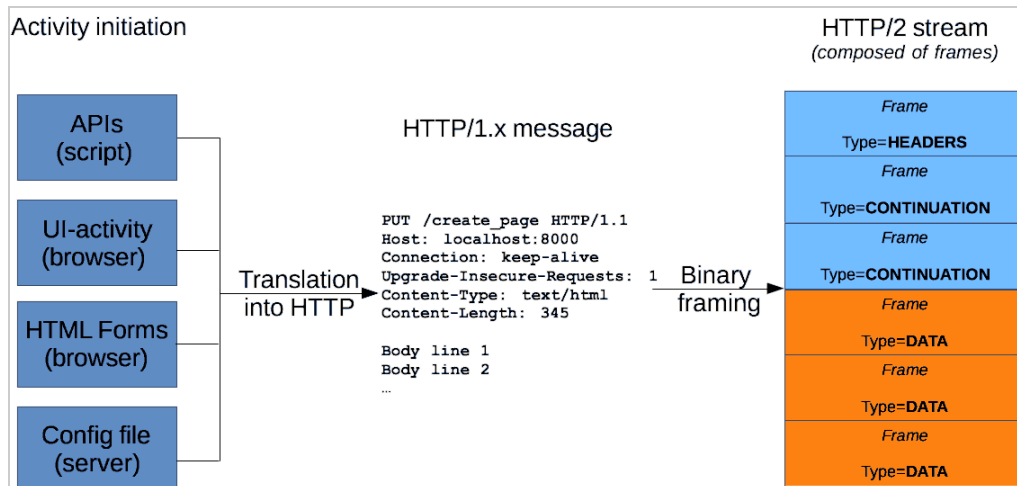 Activity initiation
APIs
(script)
UI-activity
(browser)
HTML Forms
(browser)
Config file
(server)
Translation
into HTTP
HTTP/1.x message
PUT /create_page HTTP/1.1
Host: localhost:8000
Connection: keep-alive
Upgrade-Insecure-Requests: 1
Content-Type: text/html
Content-Length: 345
Body line 1
Body line 2
…
Binary
framing
HTTP/2 stream
(composed of frames)
Frame
Type=HEADERS
Frame
Type=CONTINUATION
Frame
Type=CONTINUATION
Frame
Type=DATA
Frame
Type=DATA
Frame
Type=DATA